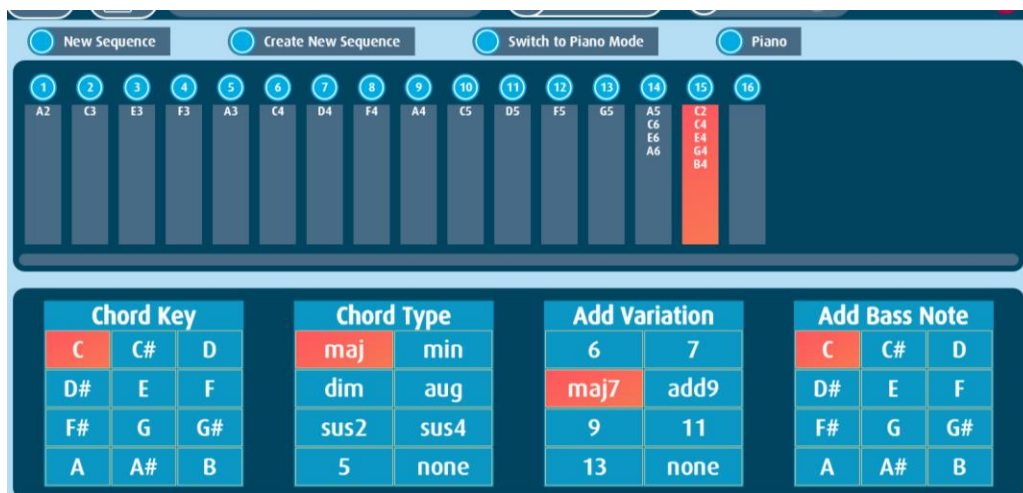 New Sequence Create New Sequence Switch to Piano Mode Piano
1 2 3 4 5 6 7 8 9 10 11 12 13 14 15 16
A2 C3 E3 F3 A3 C4 D4 F4 A4 C5 D5 F5 G5 A5 C2
C6 C4
E6 E4
A6 G4
B4
Chord Key Chord Type Add Variation Add Bass Note
C C# D maj min 6 7 C C# D
D# E F dim aug maj7 add9 D# E F
F# G G# sus2 sus4 9 11 F# G G#
A A# B 5 none 13 none A A# B